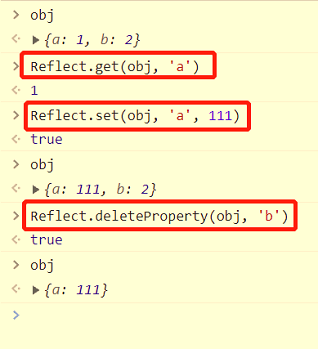 obj
{a: 1, b: 2}
Reflect.get(obj, 'a')
1
Reflect.set(obj, 'a', 111)
true
obj
{a: 111, b: 2}
Reflect.deleteProperty(obj, 'b')
true
obj
{a: 111}